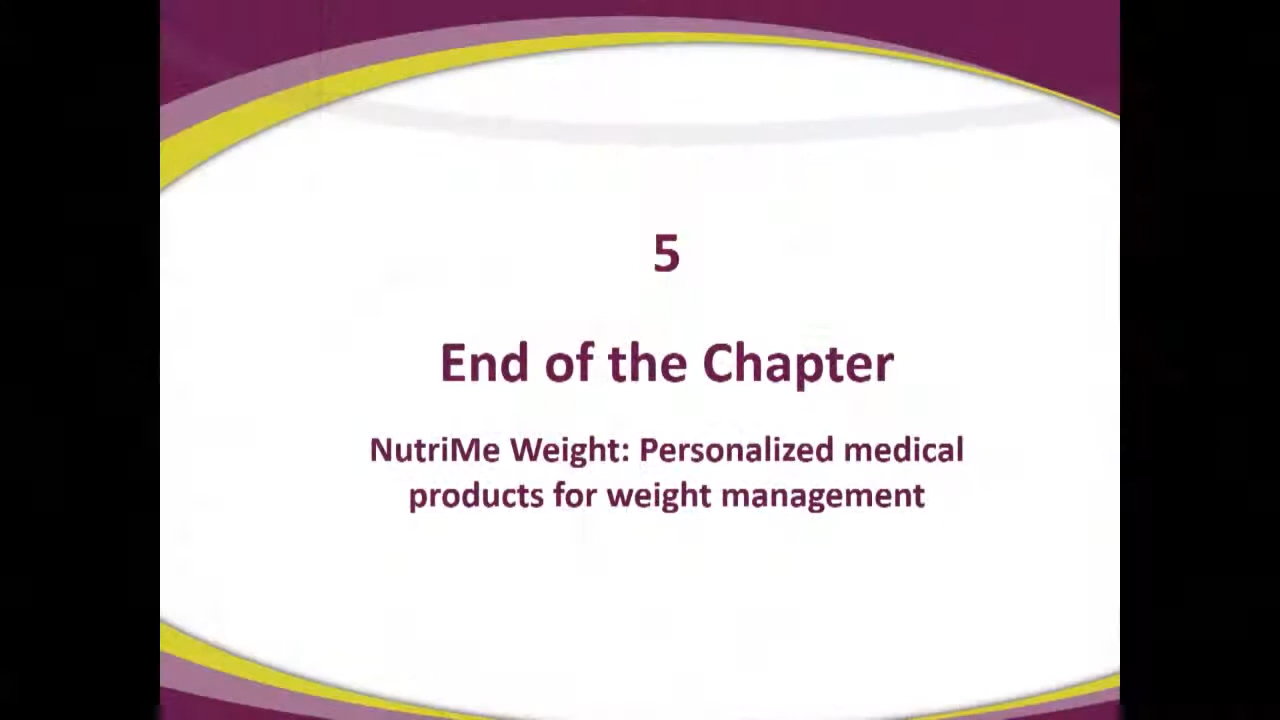 5
End of the Chapter
NutriMe Weight: Personalized medical
products for weight management